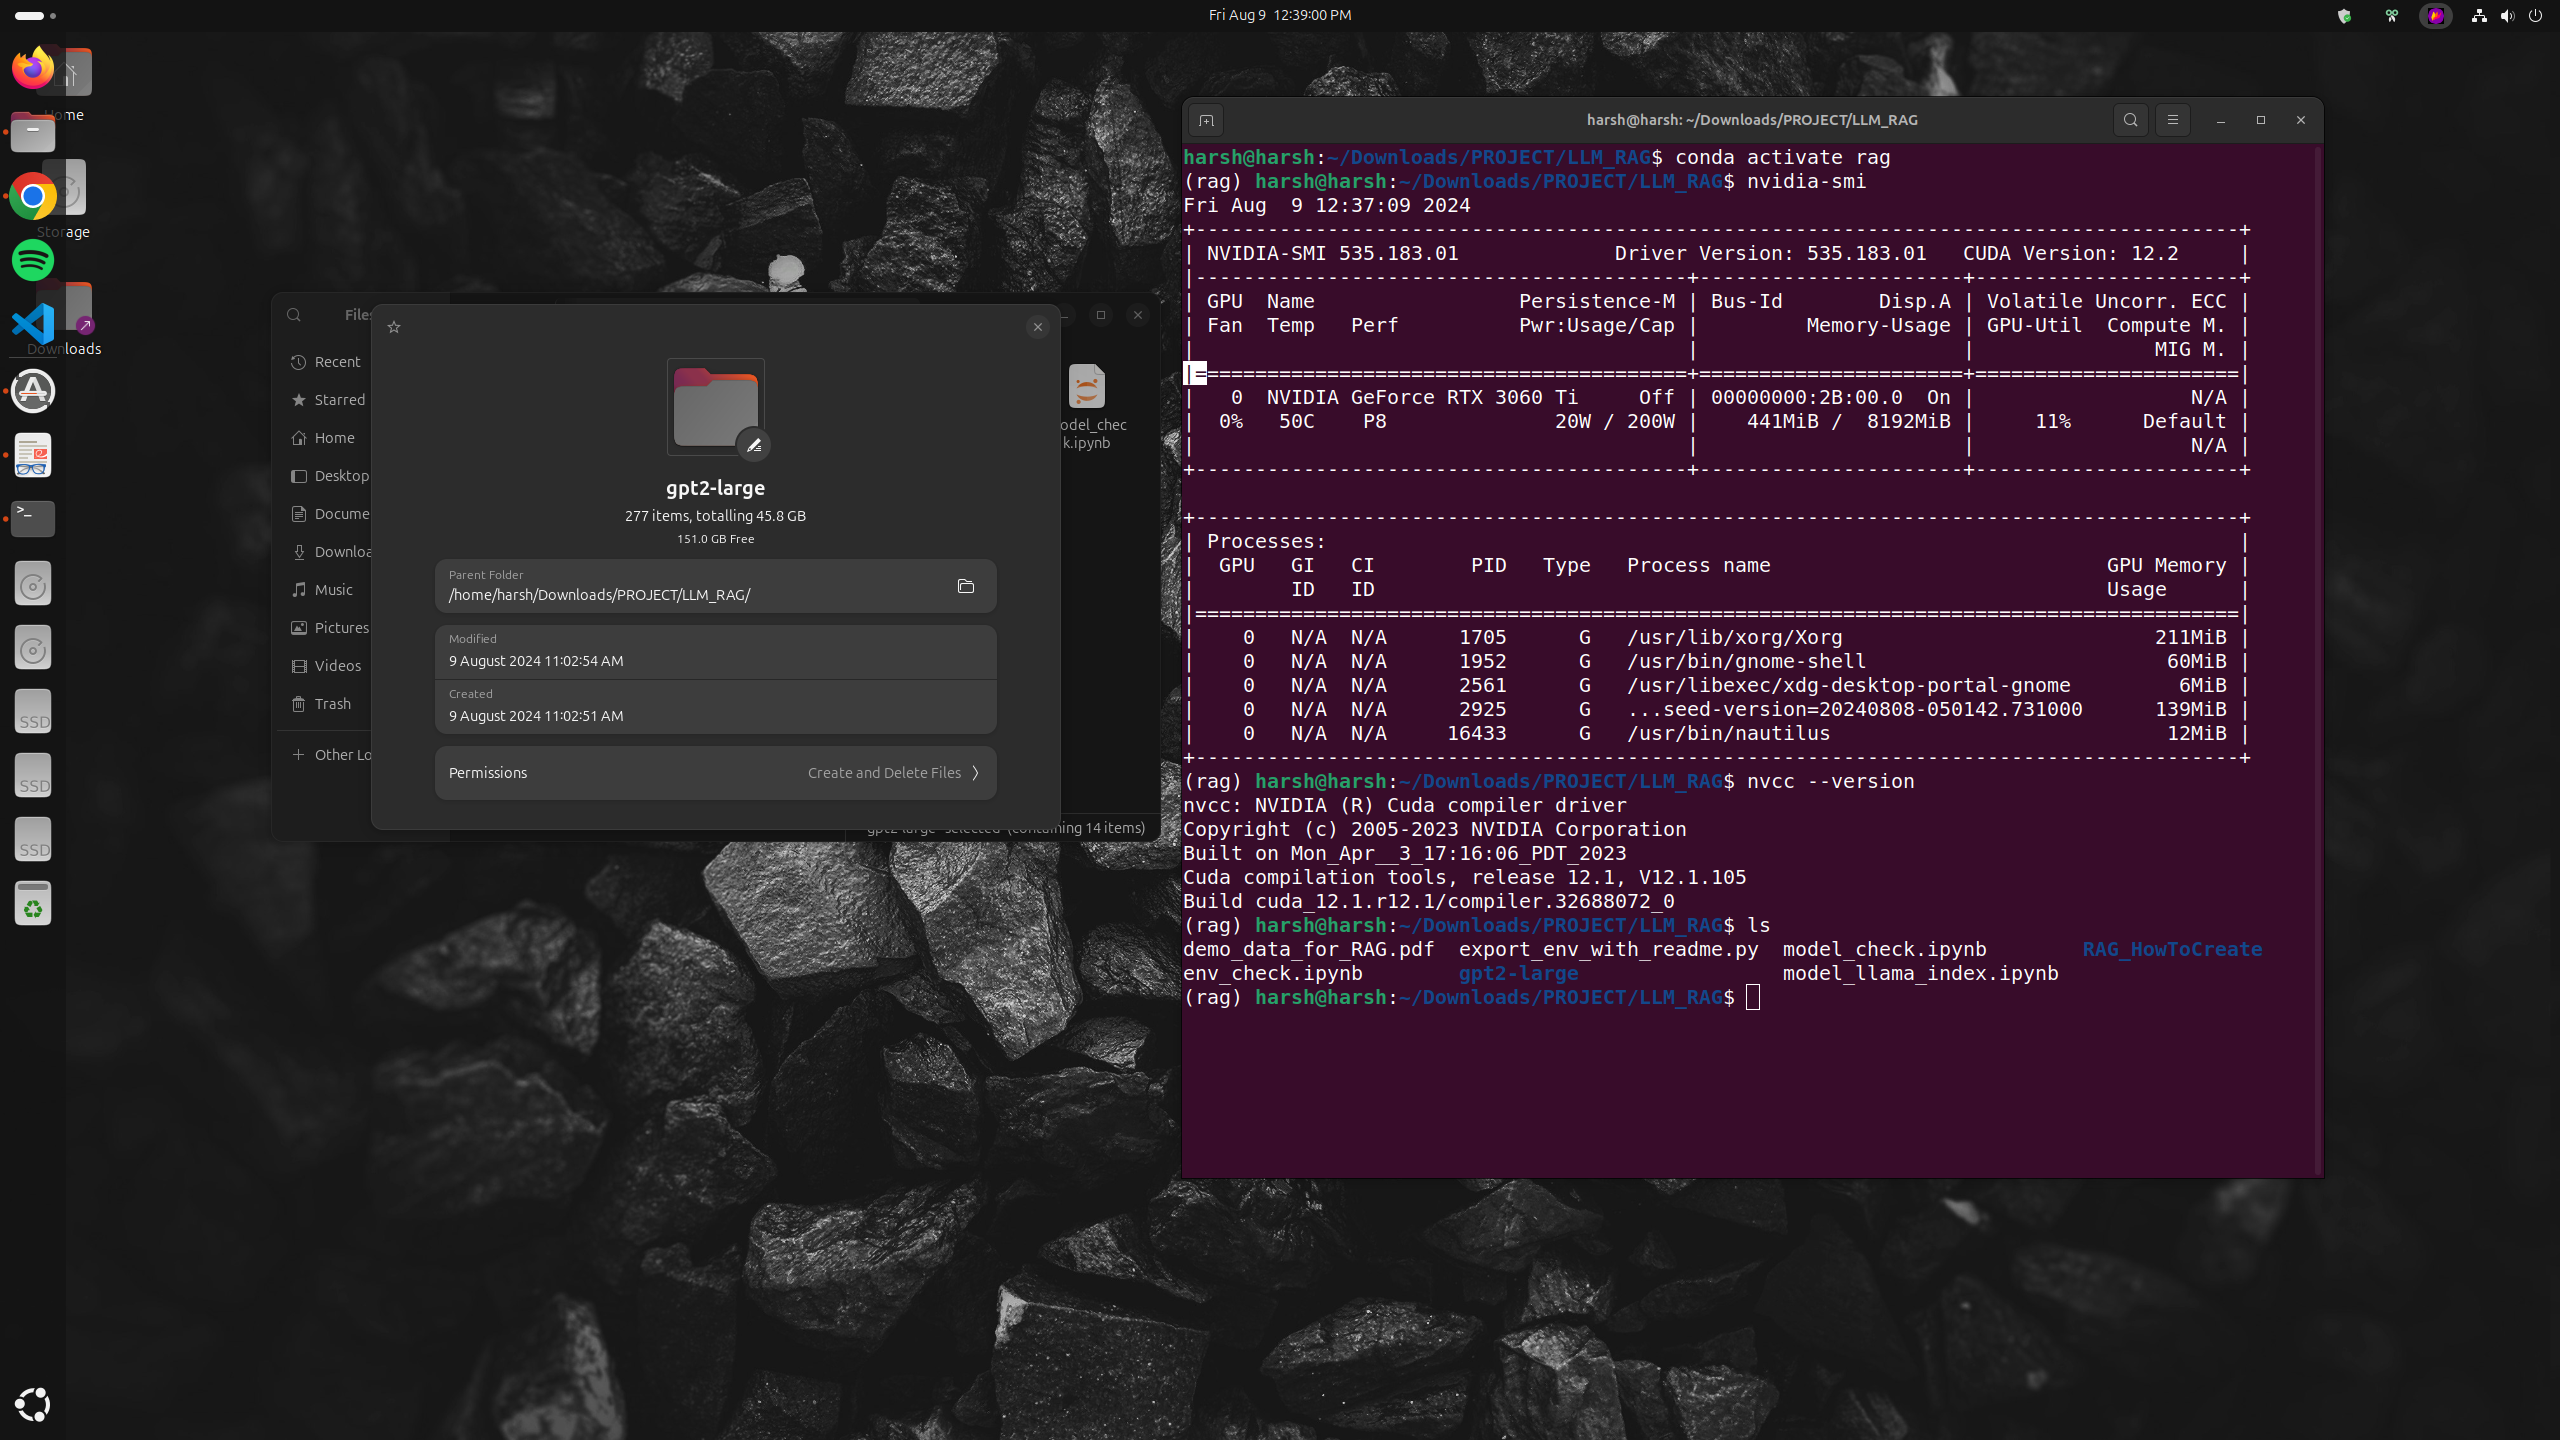 Fri Aug 9 12:39:00 PM
Home
Storage
Downloads
SSD
SSD
SSD
Files
Recent
Starred
Home
Desktop
Docume
Downloa
Music
Pictures
Videos
Trash
Other Lo
odel_chec
k.ipynb
"gpt2-large" selected (containing 14 items)
gpt2-large
277 items, totalling 45.8 GB
151.0 GB Free
Parent Folder
/home/harsh/Downloads/PROJECT/LLM_RAG/
Modified
9 August 2024 11:02:54 AM
Created
9 August 2024 11:02:51 AM
Permissions Create and Delete Files
harsh@harsh: ~/Downloads/PROJECT/LLM_RAG
harsh@harsh:~/Downloads/PROJECT/LLM_RAG$ conda activate rag
(rag) harsh@harsh:~/Downloads/PROJECT/LLM_RAG$ nvidia-smi
Fri Aug  9 12:37:09 2024
+---------------------------------------------------------------------------------------+
| NVIDIA-SMI 535.183.01             Driver Version: 535.183.01   CUDA Version: 12.2     |
|-----------------------------------------+----------------------+----------------------+
| GPU  Name                 Persistence-M | Bus-Id        Disp.A | Volatile Uncorr. ECC |
| Fan  Temp   Perf          Pwr:Usage/Cap |         Memory-Usage | GPU-Util  Compute M. |
|                                         |                      |               MIG M. |
|=========================================+======================+======================|
|   0  NVIDIA GeForce RTX 3060 Ti     Off | 00000000:2B:00.0  On |                  N/A |
|  0%   50C    P8              20W / 200W |    441MiB /  8192MiB |     11%      Default |
|                                         |                      |                  N/A |
+-----------------------------------------+----------------------+----------------------+
+---------------------------------------------------------------------------------------+
| Processes:                                                                            |
|  GPU   GI   CI        PID   Type   Process name                            GPU Memory |
|        ID   ID                                                             Usage      |
|=======================================================================================|
|    0   N/A  N/A      1705      G   /usr/lib/xorg/Xorg                          211MiB |
|    0   N/A  N/A      1952      G   /usr/bin/gnome-shell                         60MiB |
|    0   N/A  N/A      2561      G   /usr/libexec/xdg-desktop-portal-gnome         6MiB |
|    0   N/A  N/A      2925      G   ...seed-version=20240808-050142.731000      139MiB |
|    0   N/A  N/A     16433      G   /usr/bin/nautilus                            12MiB |
+---------------------------------------------------------------------------------------+
(rag) harsh@harsh:~/Downloads/PROJECT/LLM_RAG$ nvcc --version
nvcc: NVIDIA (R) Cuda compiler driver
Copyright (c) 2005-2023 NVIDIA Corporation
Built on Mon_Apr__3_17:16:06_PDT_2023
Cuda compilation tools, release 12.1, V12.1.105
Build cuda_12.1.r12.1/compiler.32688072_0
(rag) harsh@harsh:~/Downloads/PROJECT/LLM_RAG$ ls
demo_data_for_RAG.pdf  export_env_with_readme.py  model_check.ipynb        RAG_HowToCreate
env_check.ipynb        gpt2-large                 model_llama_index.ipynb
(rag) harsh@harsh:~/Downloads/PROJECT/LLM_RAG$